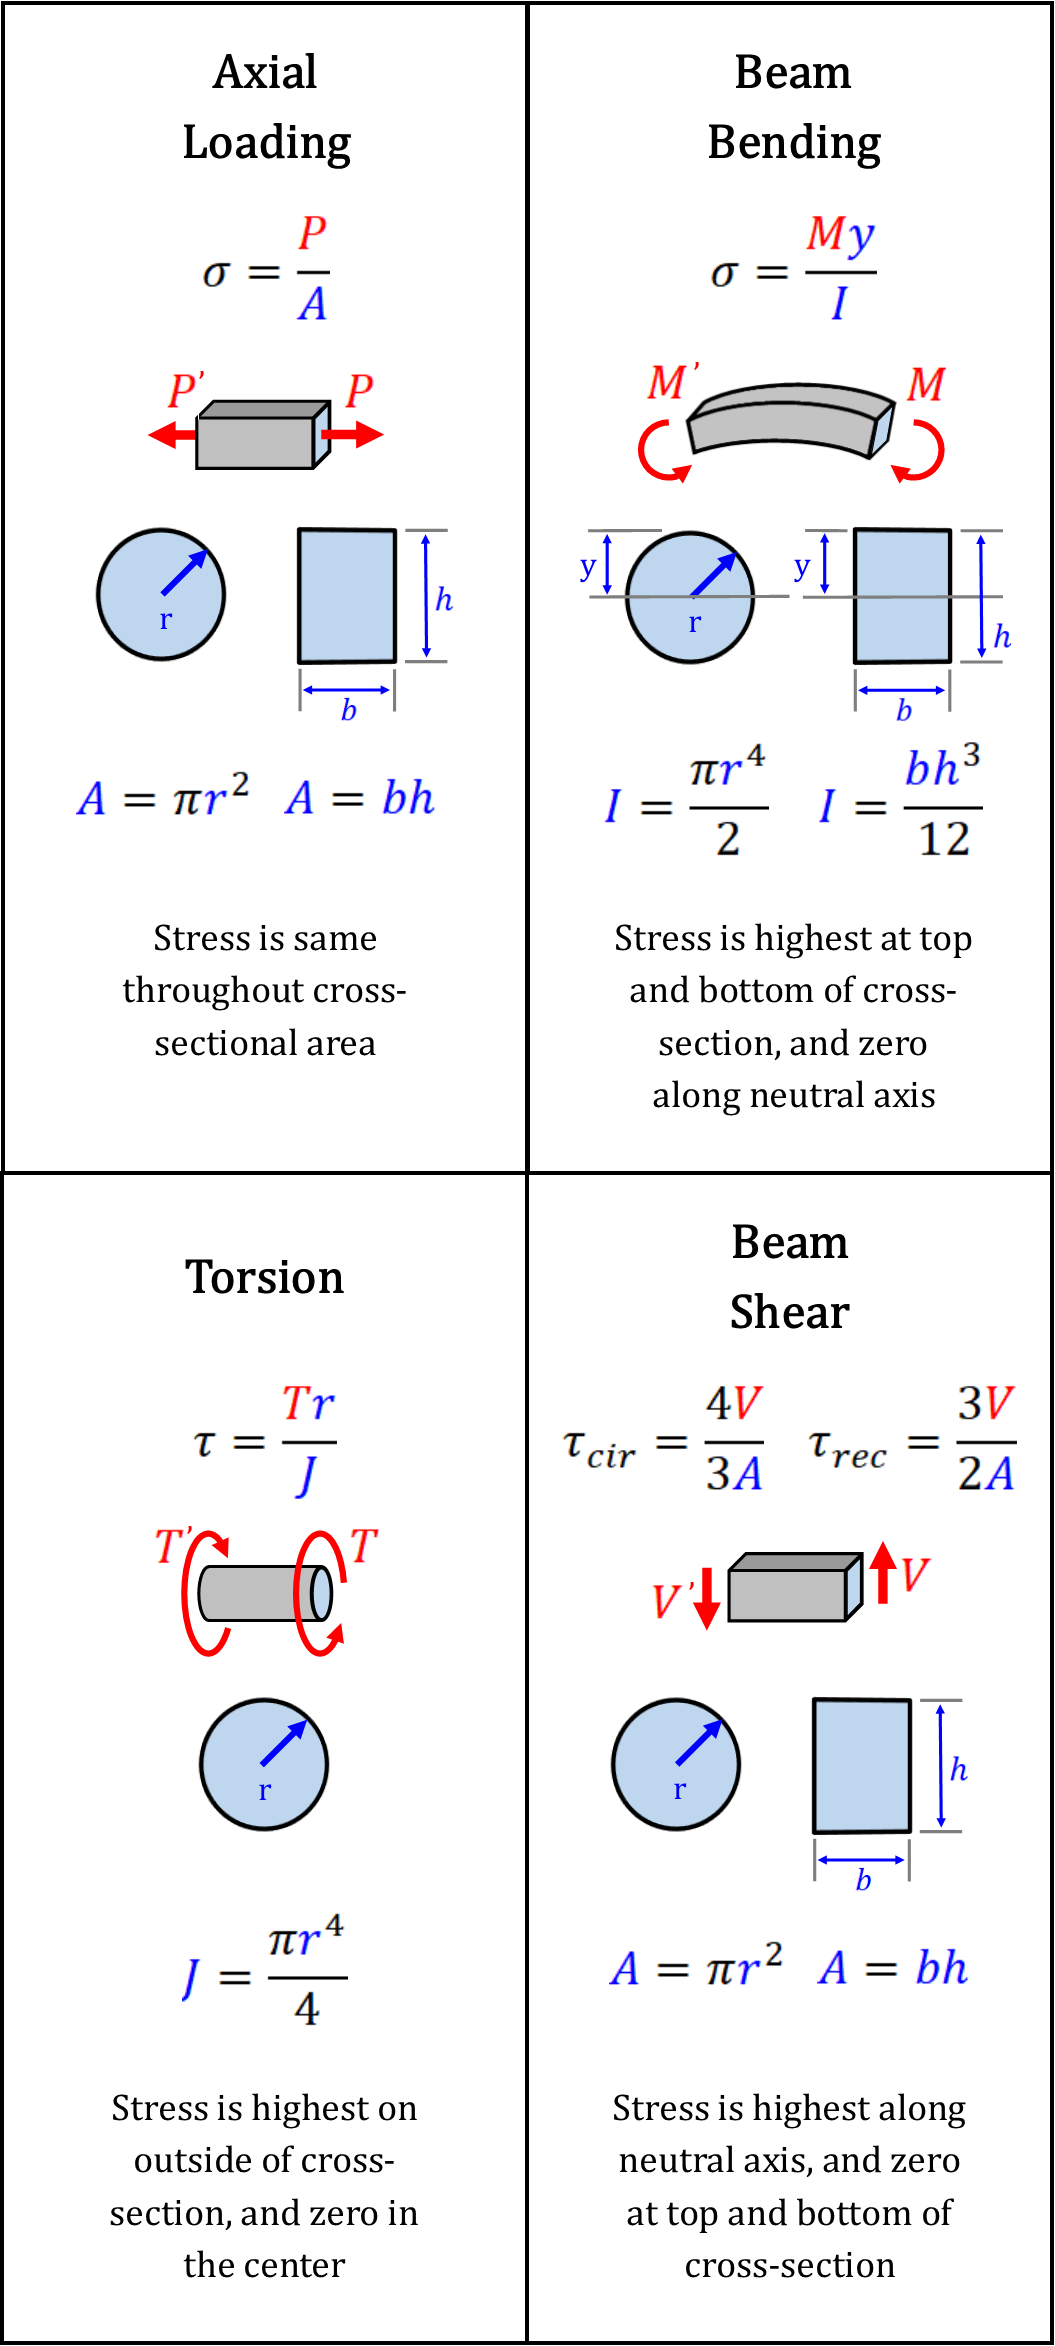 Axial
Loading
σ = P/A
P’ P
r
h
b
A = πr² A = bh
Stress is same
throughout cross-
sectional area
Beam
Bending
σ = My/I
M’ M
y r
y h
b
I = πr⁴/2 I = bh³/12
Stress is highest at top
and bottom of cross-
section, and zero
along neutral axis
Torsion
τ = Tr/J
T’ T
r
J = πr⁴/4
Stress is highest on
outside of cross-
section, and zero in
the center
Beam
Shear
τcir = 4V/3A τrec = 3V/2A
V’ V
r
h
b
A = πr² A = bh
Stress is highest along
neutral axis, and zero
at top and bottom of
cross-section